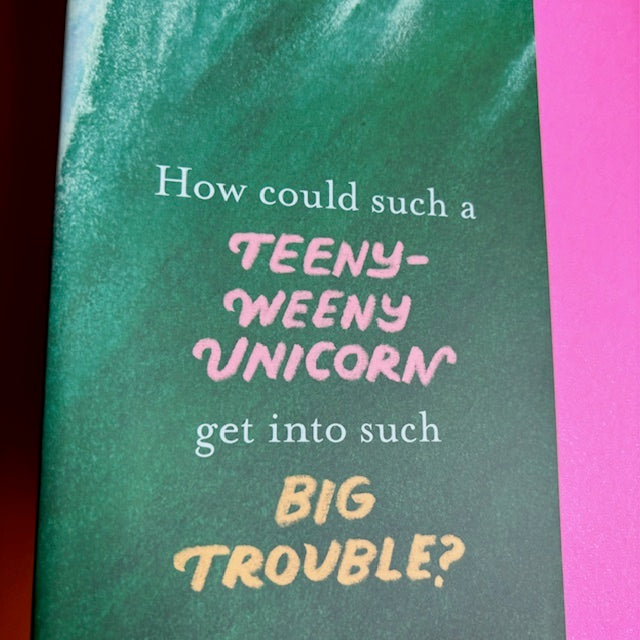 How could such a
TEENY-
WEENY
UNICORN
get into such
BIG
TROUBLE?